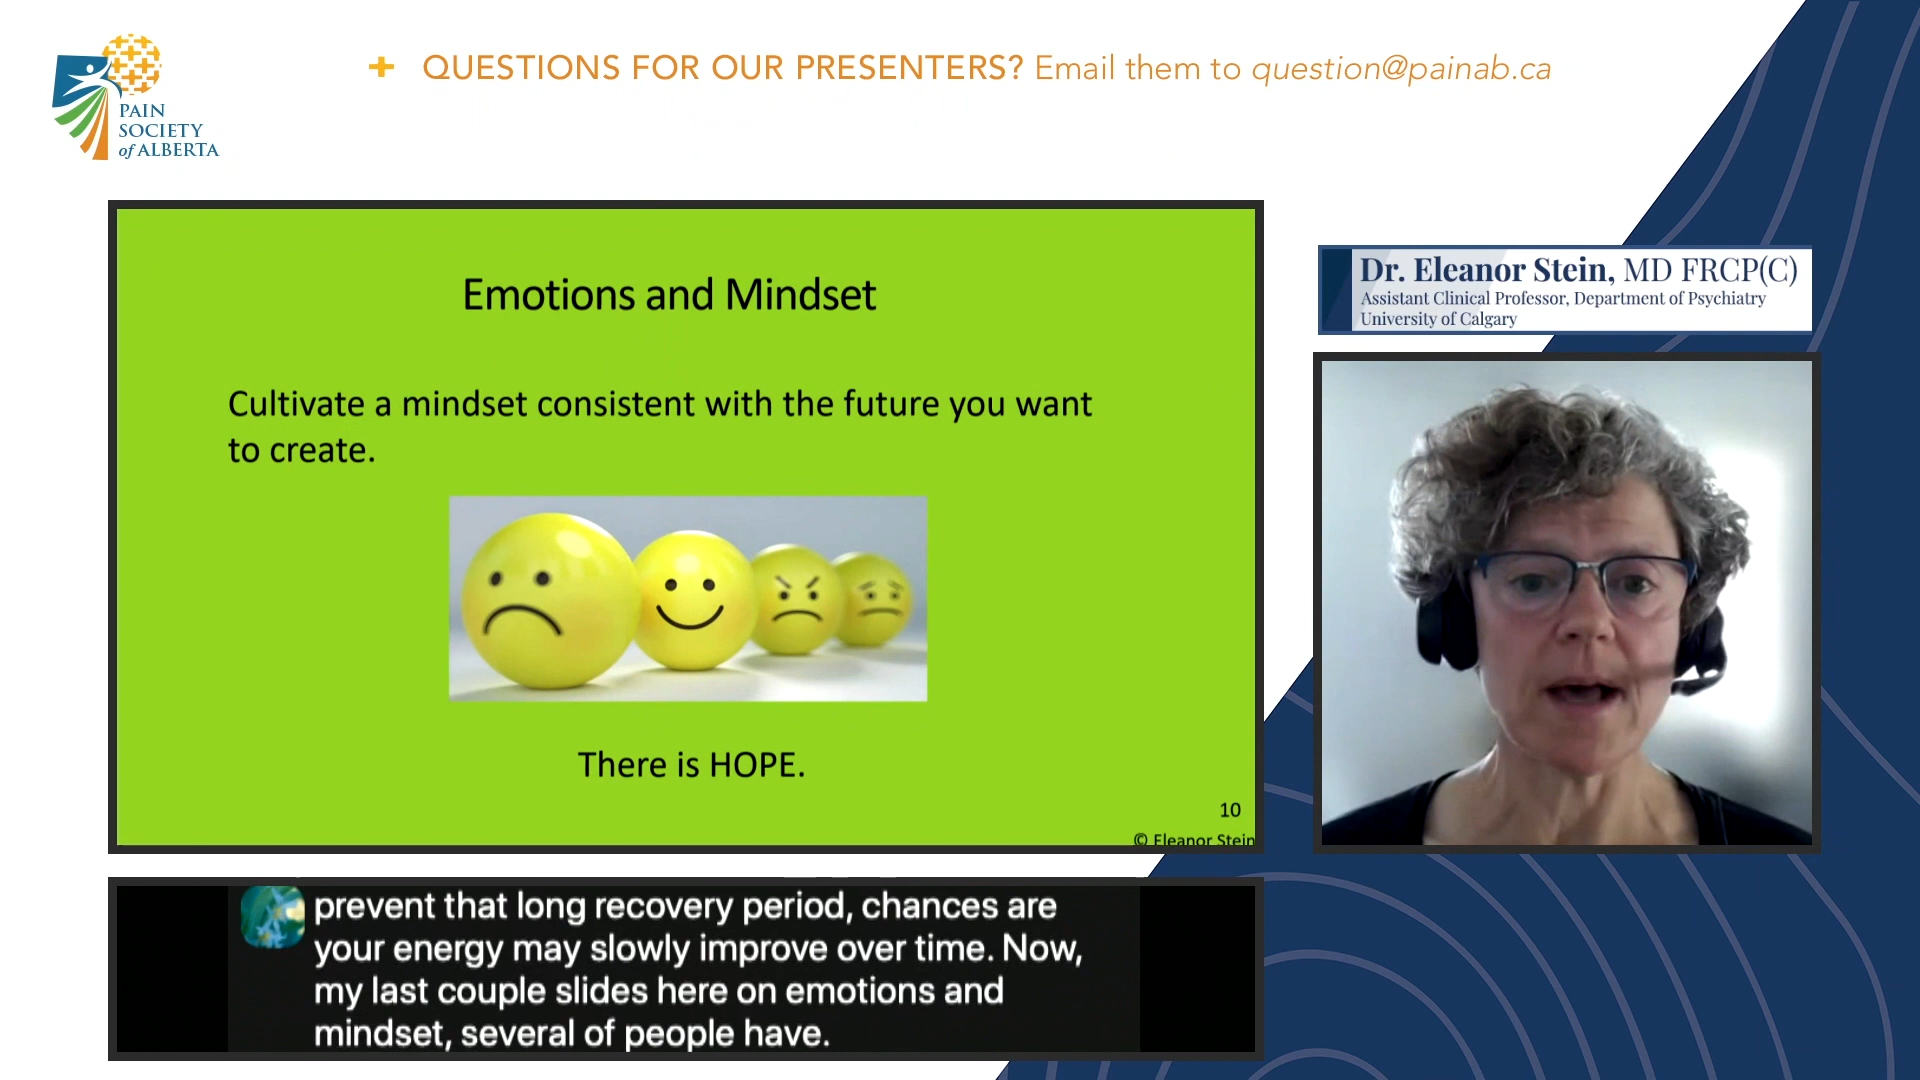 PAIN
SOCIETY
of ALBERTA
+ QUESTIONS FOR OUR PRESENTERS? Email them to question@painab.ca
Emotions and Mindset
Cultivate a mindset consistent with the future you want
to create.
There is HOPE.
10
© Eleanor Stein
Dr. Eleanor Stein, MD FRCP(C)
Assistant Clinical Professor, Department of Psychiatry
University of Calgary
prevent that long recovery period, chances are
your energy may slowly improve over time. Now,
my last couple slides here on emotions and
mindset, several of people have.